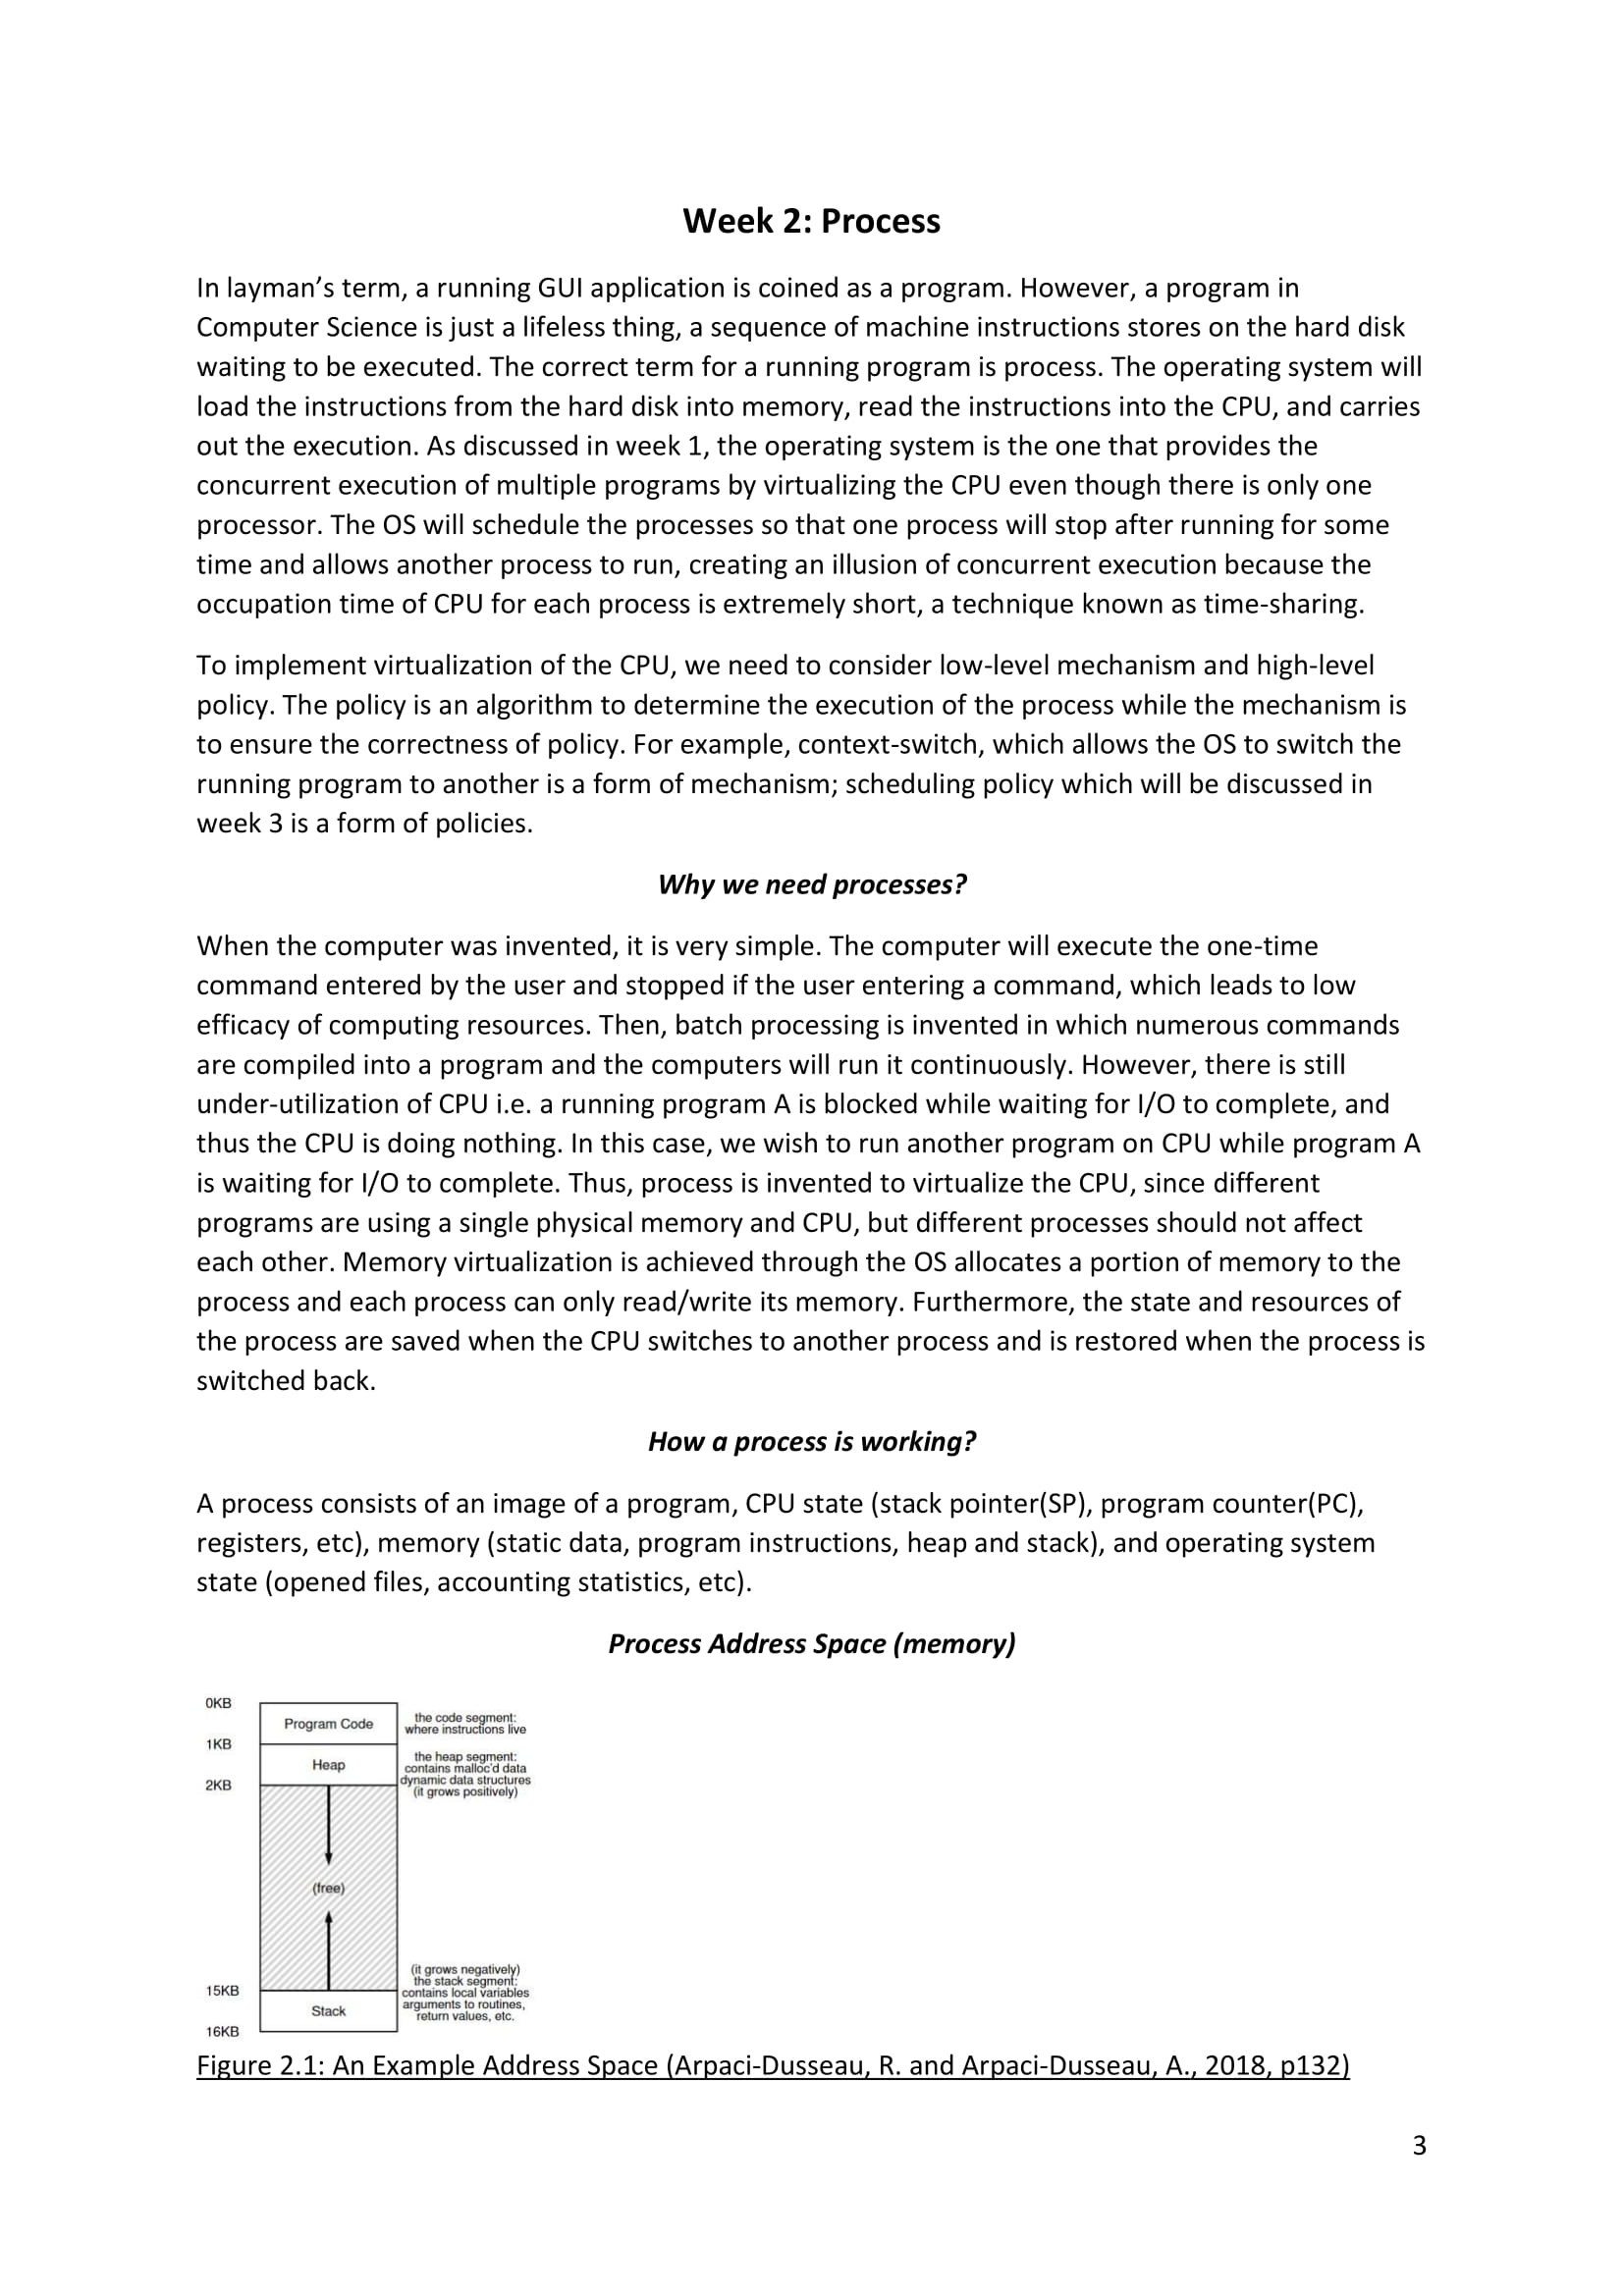 Week 2: Process
In layman’s term, a running GUI application is coined as a program. However, a program in
Computer Science is just a lifeless thing, a sequence of machine instructions stores on the hard disk
waiting to be executed. The correct term for a running program is process. The operating system will
load the instructions from the hard disk into memory, read the instructions into the CPU, and carries
out the execution. As discussed in week 1, the operating system is the one that provides the
concurrent execution of multiple programs by virtualizing the CPU even though there is only one
processor. The OS will schedule the processes so that one process will stop after running for some
time and allows another process to run, creating an illusion of concurrent execution because the
occupation time of CPU for each process is extremely short, a technique known as time-sharing.
To implement virtualization of the CPU, we need to consider low-level mechanism and high-level
policy. The policy is an algorithm to determine the execution of the process while the mechanism is
to ensure the correctness of policy. For example, context-switch, which allows the OS to switch the
running program to another is a form of mechanism; scheduling policy which will be discussed in
week 3 is a form of policies.
Why we need processes?
When the computer was invented, it is very simple. The computer will execute the one-time
command entered by the user and stopped if the user entering a command, which leads to low
efficacy of computing resources. Then, batch processing is invented in which numerous commands
are compiled into a program and the computers will run it continuously. However, there is still
under-utilization of CPU i.e. a running program A is blocked while waiting for I/O to complete, and
thus the CPU is doing nothing. In this case, we wish to run another program on CPU while program A
is waiting for I/O to complete. Thus, process is invented to virtualize the CPU, since different
programs are using a single physical memory and CPU, but different processes should not affect
each other. Memory virtualization is achieved through the OS allocates a portion of memory to the
process and each process can only read/write its memory. Furthermore, the state and resources of
the process are saved when the CPU switches to another process and is restored when the process is
switched back.
How a process is working?
A process consists of an image of a program, CPU state (stack pointer(SP), program counter(PC),
registers, etc), memory (static data, program instructions, heap and stack), and operating system
state (opened files, accounting statistics, etc).
Process Address Space (memory)
0KB
Program Code
the code segment:
where instructions live
1KB
Heap
the heap segment:
contains malloc'd data
dynamic data structures
(it grows positively)
2KB
(free)
(it grows negatively)
the stack segment:
contains local variables
arguments to routines,
return values, etc.
15KB
Stack
16KB
Figure 2.1: An Example Address Space (Arpaci-Dusseau, R. and Arpaci-Dusseau, A., 2018, p132)
3